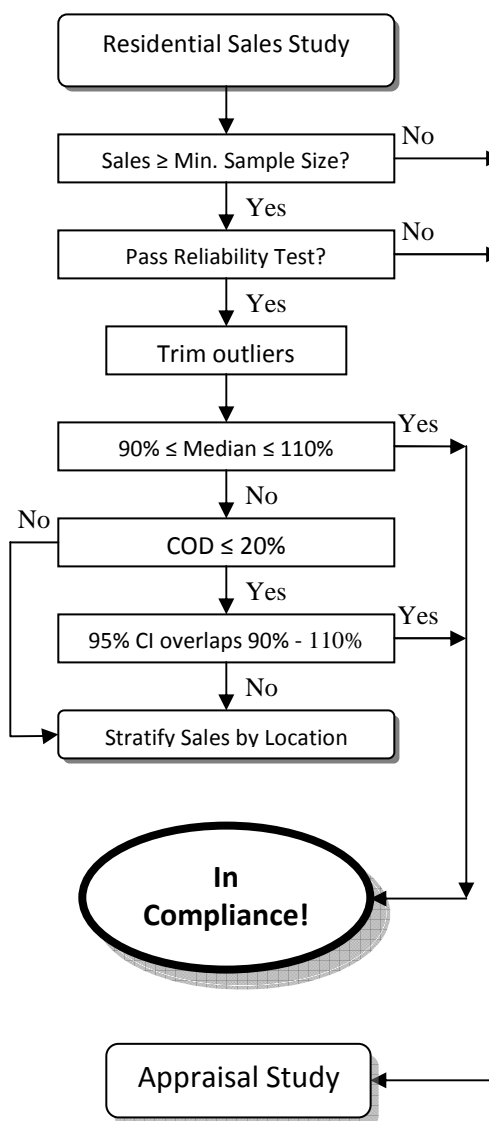 Residential Sales Study
No
Sales ≥ Min. Sample Size?
Yes
No
Pass Reliability Test?
Yes
Trim outliers
Yes
90% ≤ Median ≤ 110%
No
No
COD ≤ 20%
Yes
Yes
95% CI overlaps 90% - 110%
No
Stratify Sales by Location
In
Compliance!
Appraisal Study